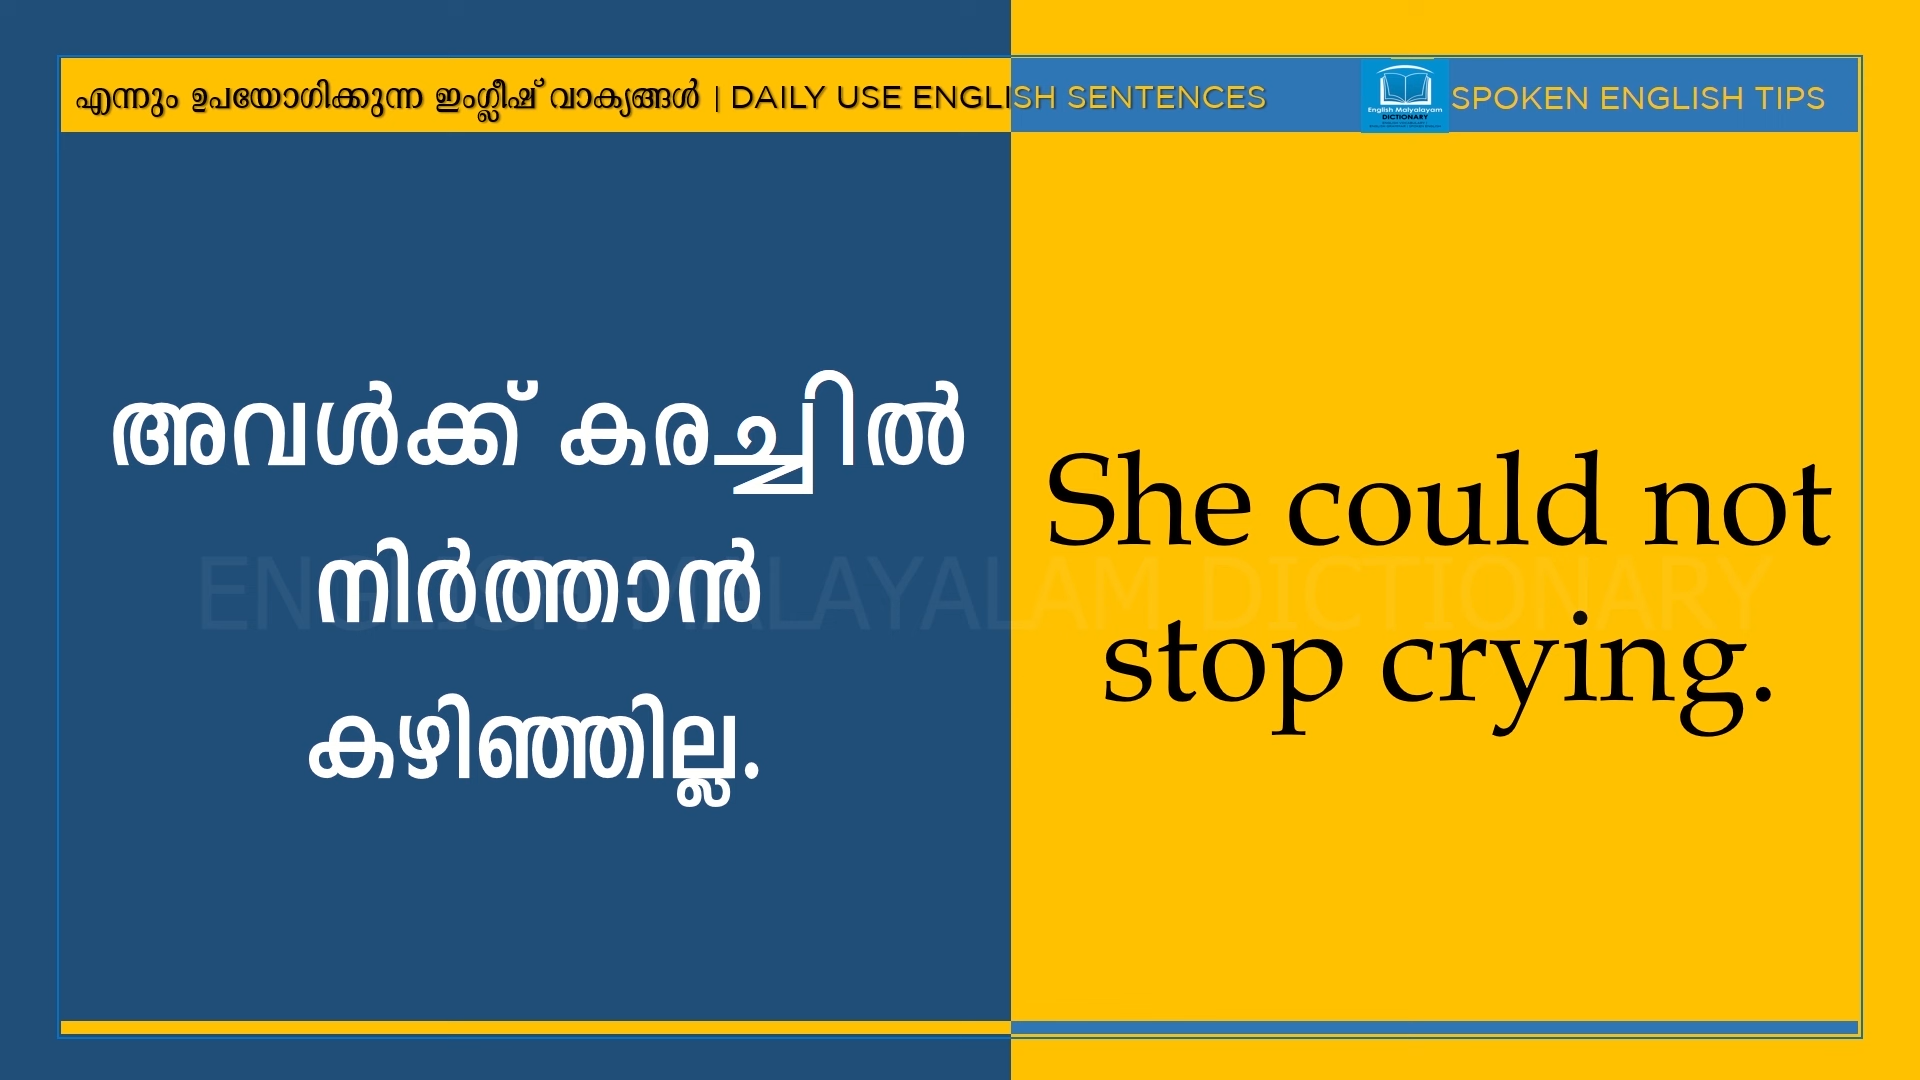 എന്നും ഉപയോഗിക്കുന്ന ഇംഗ്ലീഷ് വാക്യങ്ങൾ | DAILY USE ENGLISH SENTENCES
English Malyalayam
DICTIONARY
SPOKEN ENGLISH TIPS
അവൾക്ക് കരച്ചിൽ
നിർത്താൻ
കഴിഞ്ഞില്ല.
She could not
stop crying.
ENGLISH MALAYALAM DICTIONARY